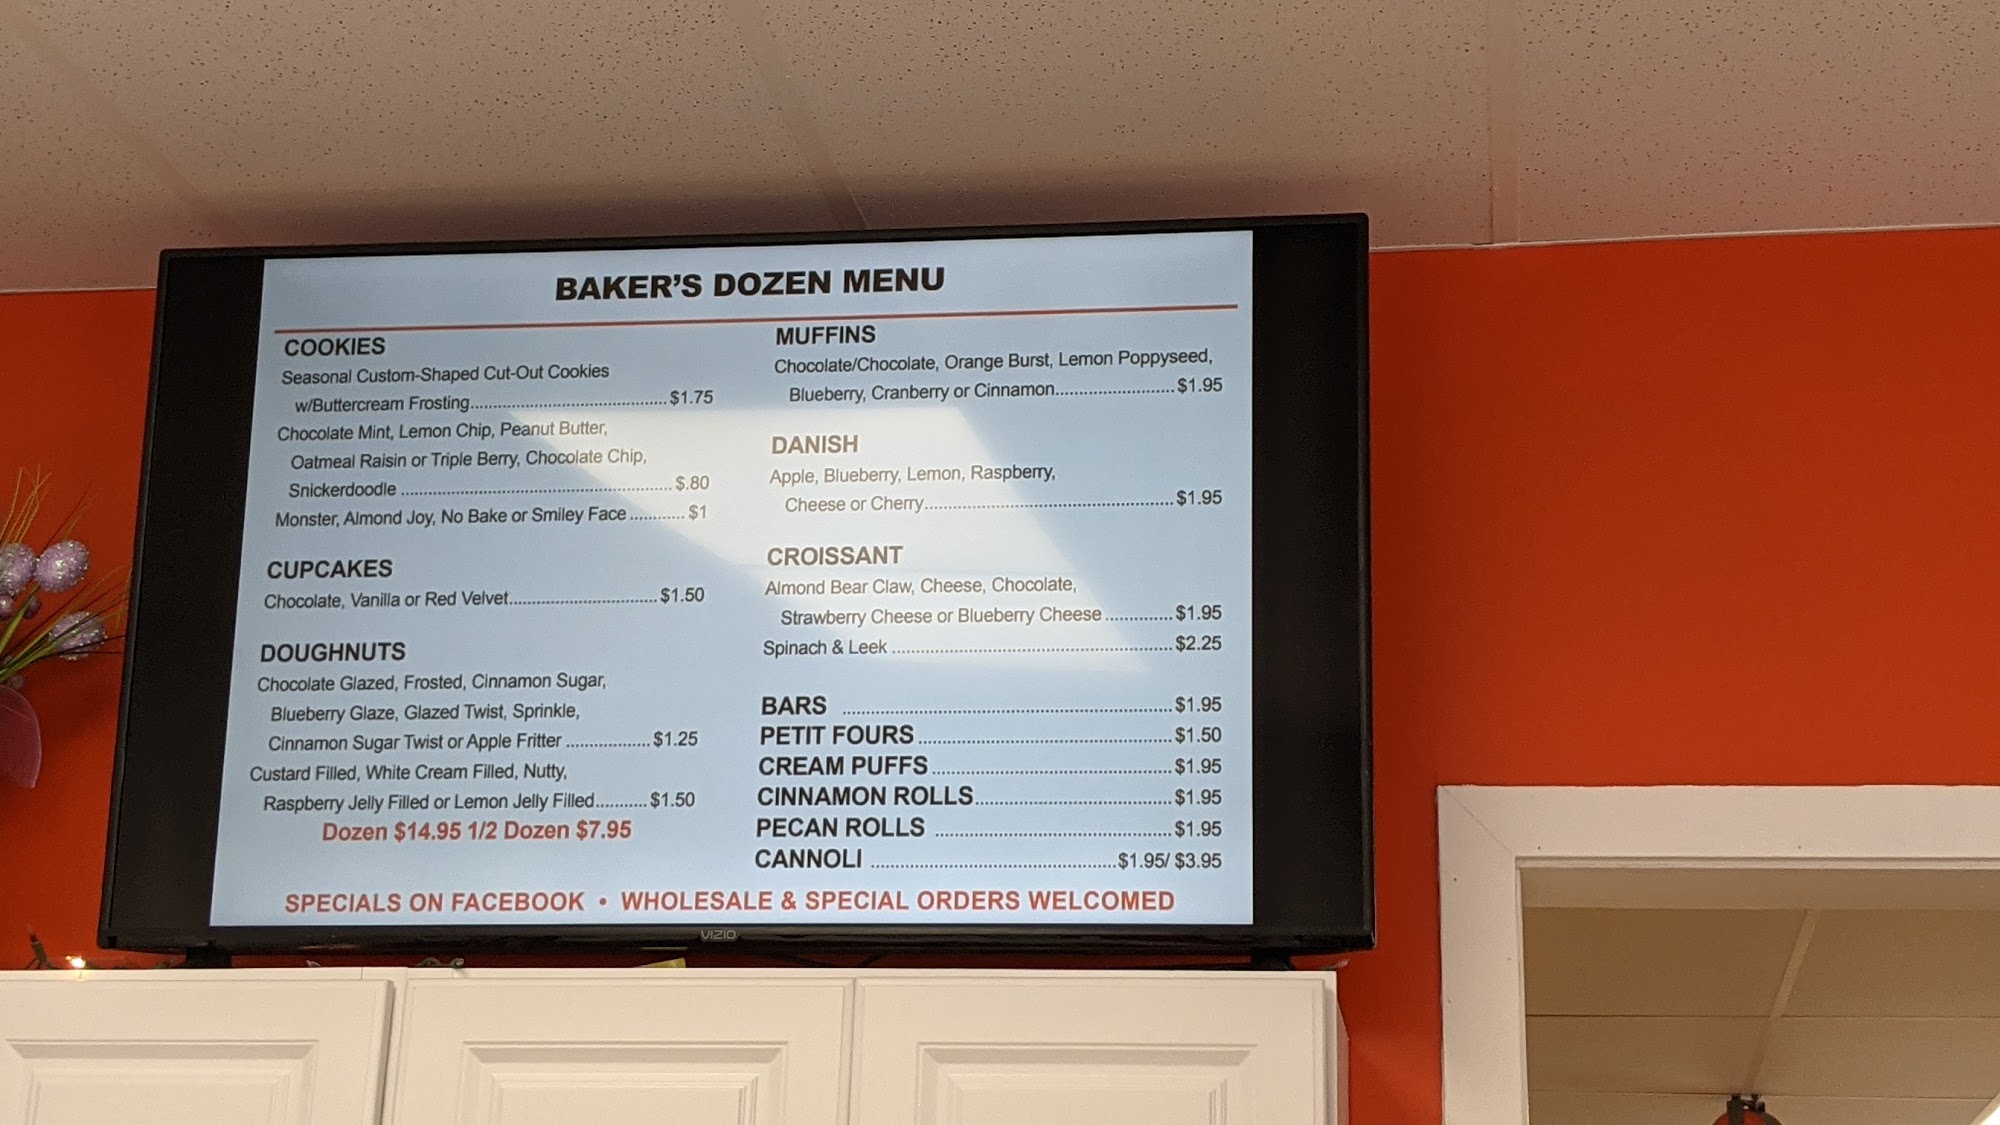 BAKER'S DOZEN MENU
COOKIES
Seasonal Custom-Shaped Cut-Out Cookies
w/Buttercream Frosting........................................ $1.75
Chocolate Mint, Lemon Chip, Peanut Butter,
Oatmeal Raisin or Triple Berry, Chocolate Chip,
Snickerdoodle ....................................................... $.80
Monster, Almond Joy, No Bake or Smiley Face ............ $1
CUPCAKES
Chocolate, Vanilla or Red Velvet.............................. $1.50
DOUGHNUTS
Chocolate Glazed, Frosted, Cinnamon Sugar,
Blueberry Glaze, Glazed Twist, Sprinkle,
Cinnamon Sugar Twist or Apple Fritter ................. $1.25
Custard Filled, White Cream Filled, Nutty,
Raspberry Jelly Filled or Lemon Jelly Filled........... $1.50
Dozen $14.95 1/2 Dozen $7.95
MUFFINS
Chocolate/Chocolate, Orange Burst, Lemon Poppyseed,
Blueberry, Cranberry or Cinnamon........................ $1.95
DANISH
Apple, Blueberry, Lemon, Raspberry,
Cheese or Cherry.................................................. $1.95
CROISSANT
Almond Bear Claw, Cheese, Chocolate,
Strawberry Cheese or Blueberry Cheese ............. $1.95
Spinach & Leek ........................................................ $2.25
BARS .................................................................. $1.95
PETIT FOURS................................................... $1.50
CREAM PUFFS................................................ $1.95
CINNAMON ROLLS....................................... $1.95
PECAN ROLLS ............................................... $1.95
CANNOLI .................................................$1.95/ $3.95
SPECIALS ON FACEBOOK • WHOLESALE & SPECIAL ORDERS WELCOMED
VIZIO